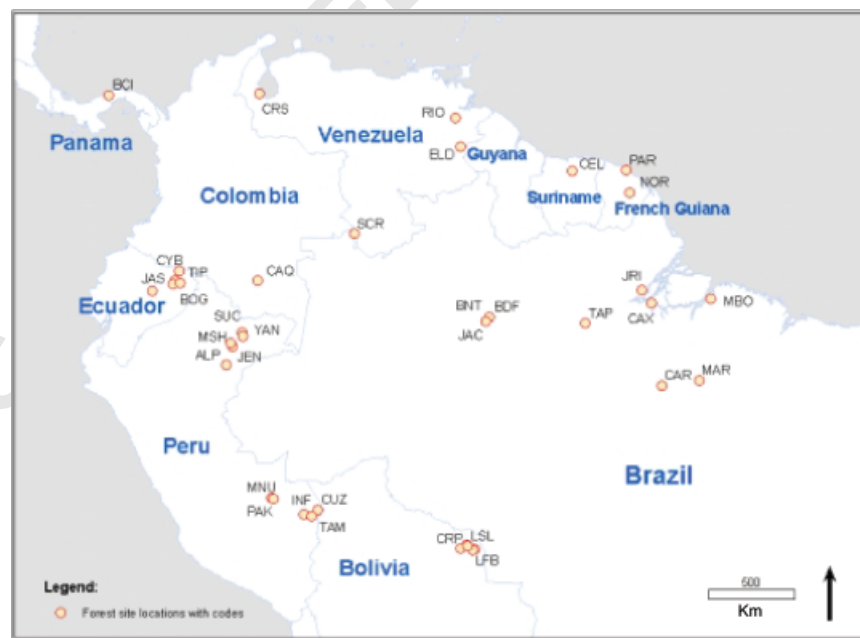 BCI
CRS
RIO
Venezuela
Panama
ELD
Guyana
CEL
PAR
NOR
Colombia
Suriname
French Guiana
SCR
CYB
TIP
JAS
CAQ
BOG
Ecuador
JRI
BNT
BDF
MBO
SUC
YAN
TAP
CAX
MSH
JAC
ALP
JEN
CAR
MAR
Peru
Brazil
MNU
INF
CUZ
PAK
TAM
CRP
LSL
LFB
Bolivia
Legend:
Forest site locations with codes
500
Km